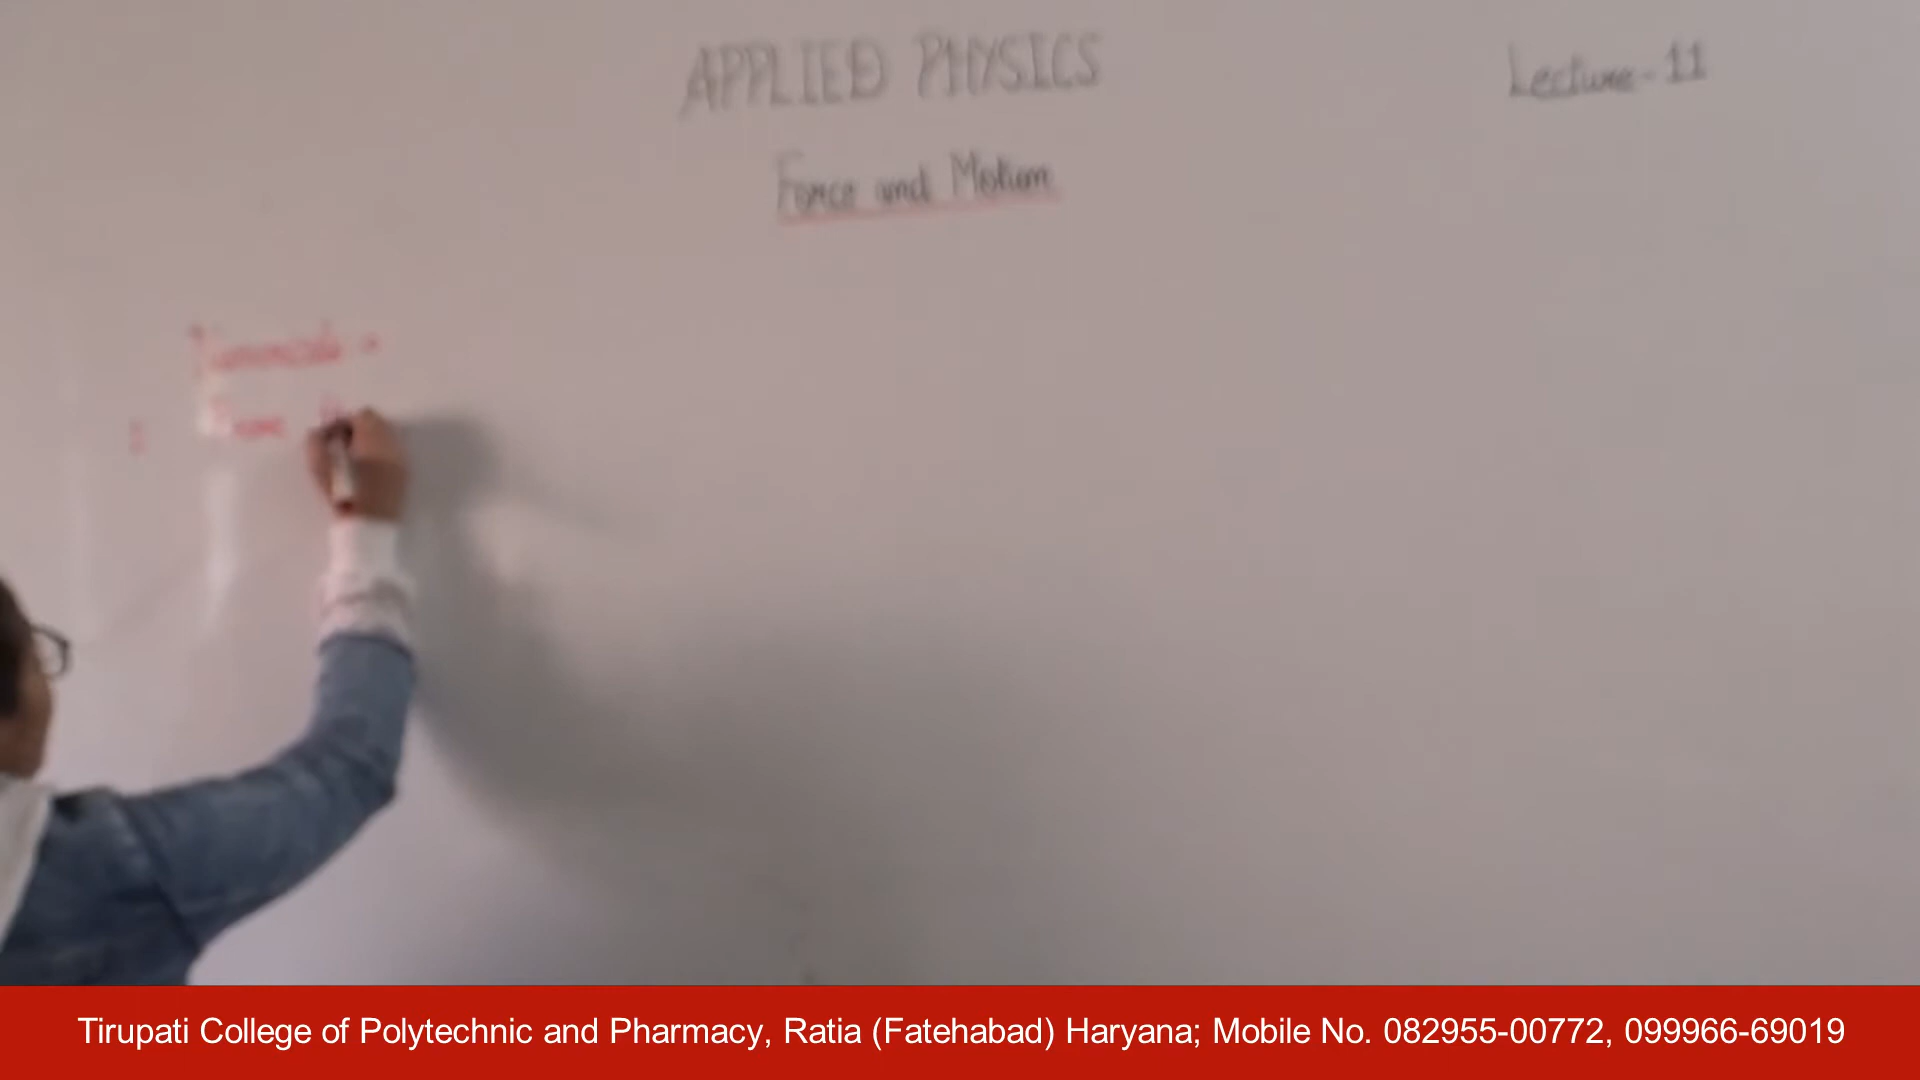 APPLIED PHYSICS
Lecture-11
Force and Motion
Numericals -
Tirupati College of Polytechnic and Pharmacy, Ratia (Fatehabad) Haryana; Mobile No. 082955-00772, 099966-69019